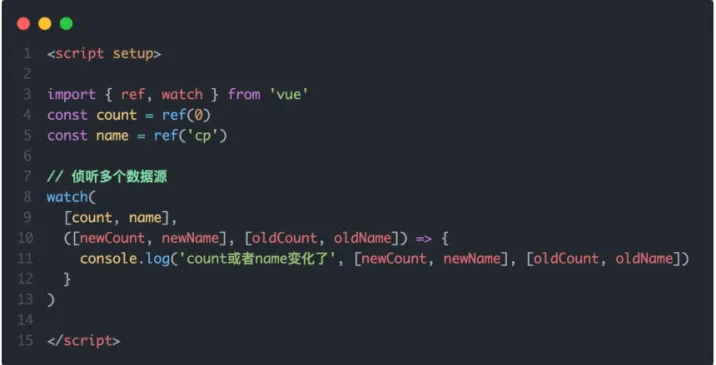 1 <script setup>
2
3 import { ref, watch } from 'vue'
4 const count = ref(0)
5 const name = ref('cp')
6
7 // 侦听多个数据源
8 watch(
9   [count, name],
10   ([newCount, newName], [oldCount, oldName]) => {
11     console.log('count或者name变化了', [newCount, newName], [oldCount, oldName])
12   }
13 )
14
15 </script>